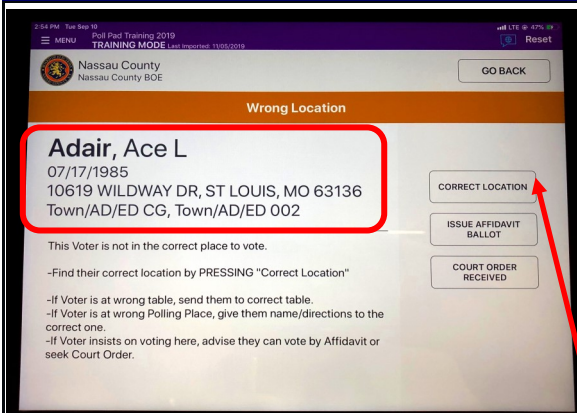 2:54 PM Tue Sep 10
LTE 47%
MENU
Poll Pad Training 2019
TRAINING MODE Last Imported: 11/05/2019
Reset
Nassau County
Nassau County BOE
GO BACK
Wrong Location
Adair, Ace L
07/17/1985
10619 WILDWAY DR, ST LOUIS, MO 63136
Town/AD/ED CG, Town/AD/ED 002
CORRECT LOCATION
ISSUE AFFIDAVIT
BALLOT
COURT ORDER
RECEIVED
This Voter is not in the correct place to vote.
-Find their correct location by PRESSING "Correct Location"
-If Voter is at wrong table, send them to correct table.
-If Voter is at wrong Polling Place, give them name/directions to the
correct one.
-If Voter insists on voting here, advise they can vote by Affidavit or
seek Court Order.